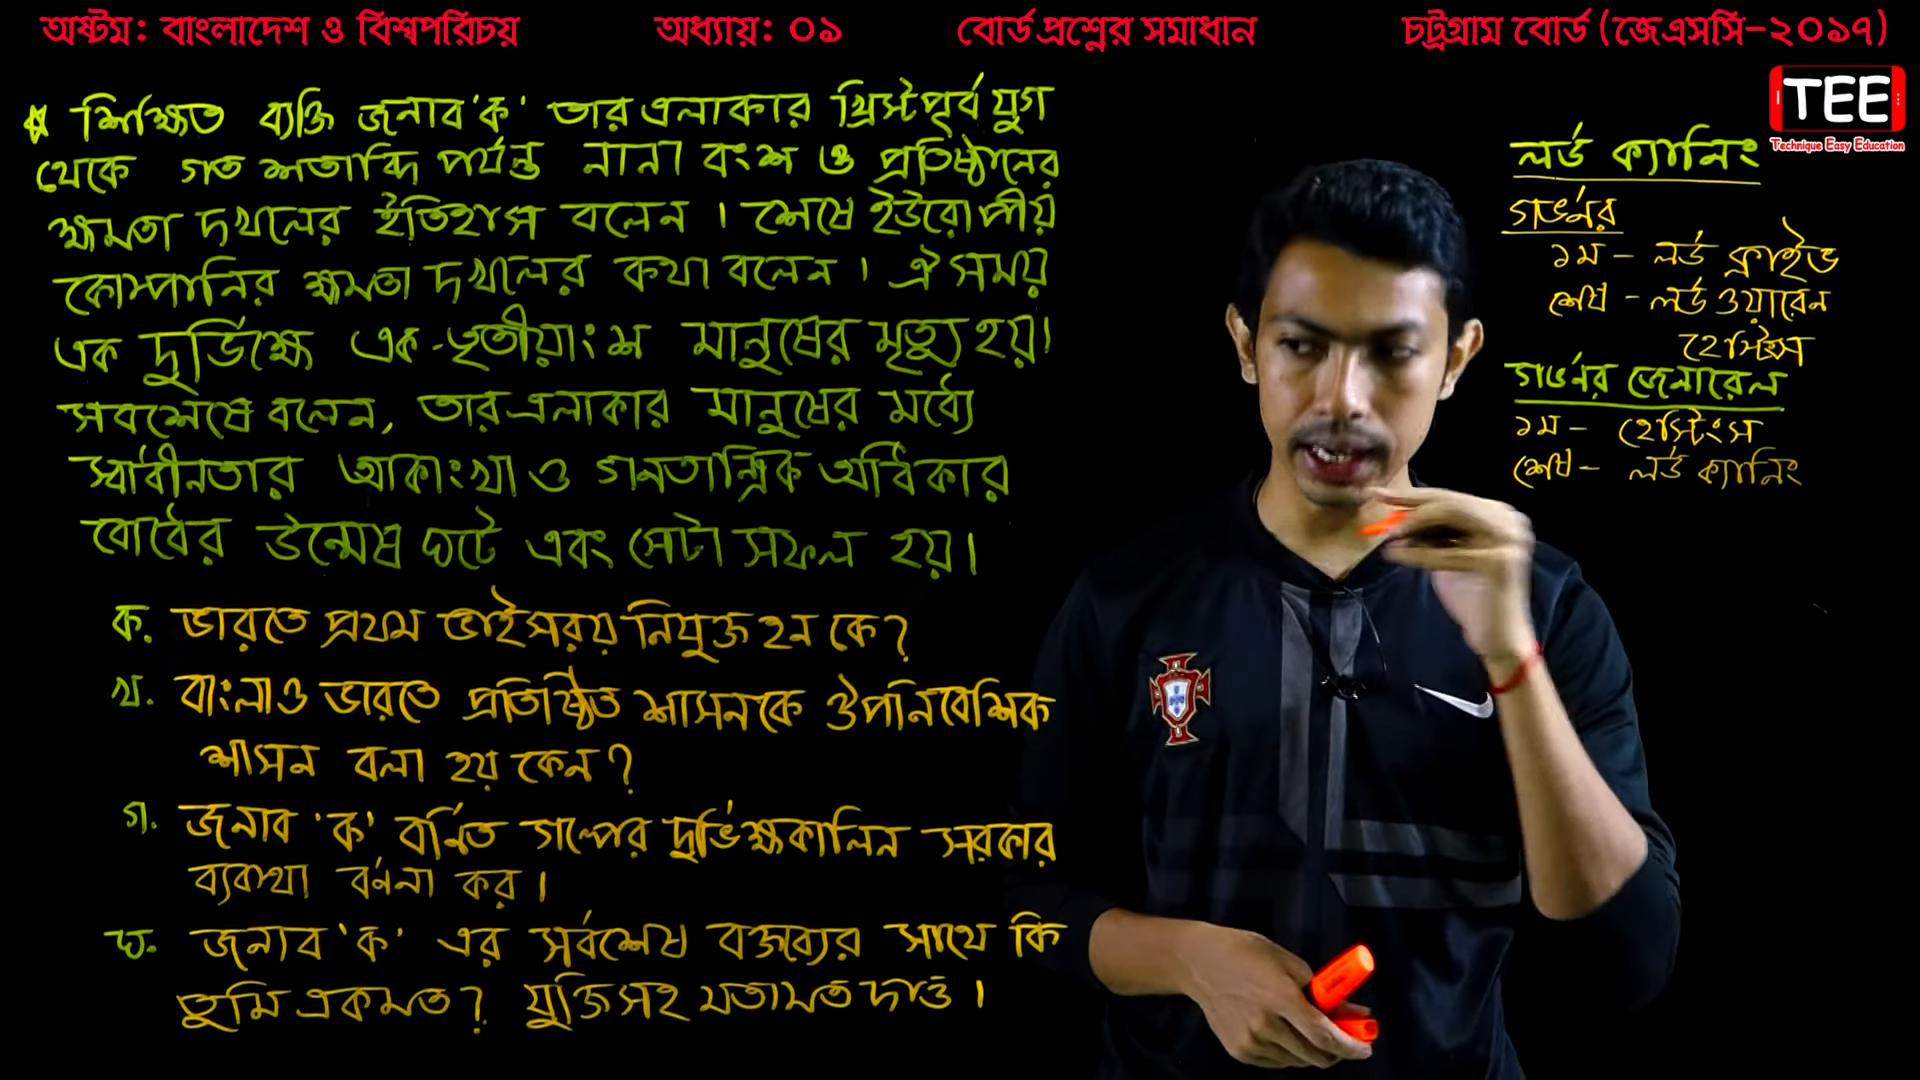 অষ্টম: বাংলাদেশ ও বিশ্বপরিচয় অধ্যায়: ০১ বোর্ড প্রশ্নের সমাধান চট্রগ্রাম বোর্ড (জেএসসি-২০১৭)
TEE
Technique Easy Education
শিক্ষিত ব্যক্তি জনাব 'ক' তার এলাকার খ্রিস্টপূর্ব যুগ
থেকে গত শতাব্দি পর্যন্ত নানা বংশ ও প্রতিষ্ঠানের
ক্ষমতা দখলের ইতিহাস বলেন। শেষে ইউরোপীয়
কোম্পানির ক্ষমতা দখলের কথা বলেন। ঐ সময়
এক দুর্ভিক্ষে এক-তৃতীয়াংশ মানুষের মৃত্যু হয়।
সবশেষে বলেন, তার এলাকার মানুষের মধ্যে
স্বাধীনতার আকাংখা ও গনতান্ত্রিক অধিকার
বোধের উন্মেষ ঘটে এবং সেটা সফল হয়।
ক. ভারতে প্রথম ভাইসরয় নিযুক্ত হন কে?
খ. বাংলা ও ভারতে প্রতিষ্ঠিত শাসনকে ঔপনিবেশিক
শাসন বলা হয় কেন?
গ. জনাব 'ক' বর্নিত গল্পের দুর্ভিক্ষকালিন সরকার
ব্যবস্থা বর্ননা কর।
ঘ. জনাব 'ক' এর সর্বশেষ বক্তব্যের সাথে কি
তুমি একমত? যুক্তিসহ মতামত দাও।
লর্ড ক্যানিং
গভর্নর
১ম - লর্ড ক্লাইভ
শেষ - লর্ড ওয়ারেন
হেস্টিংস
গভর্নর জেনারেল
১ম - হেস্টিংস
শেষ - লর্ড ক্যানিং